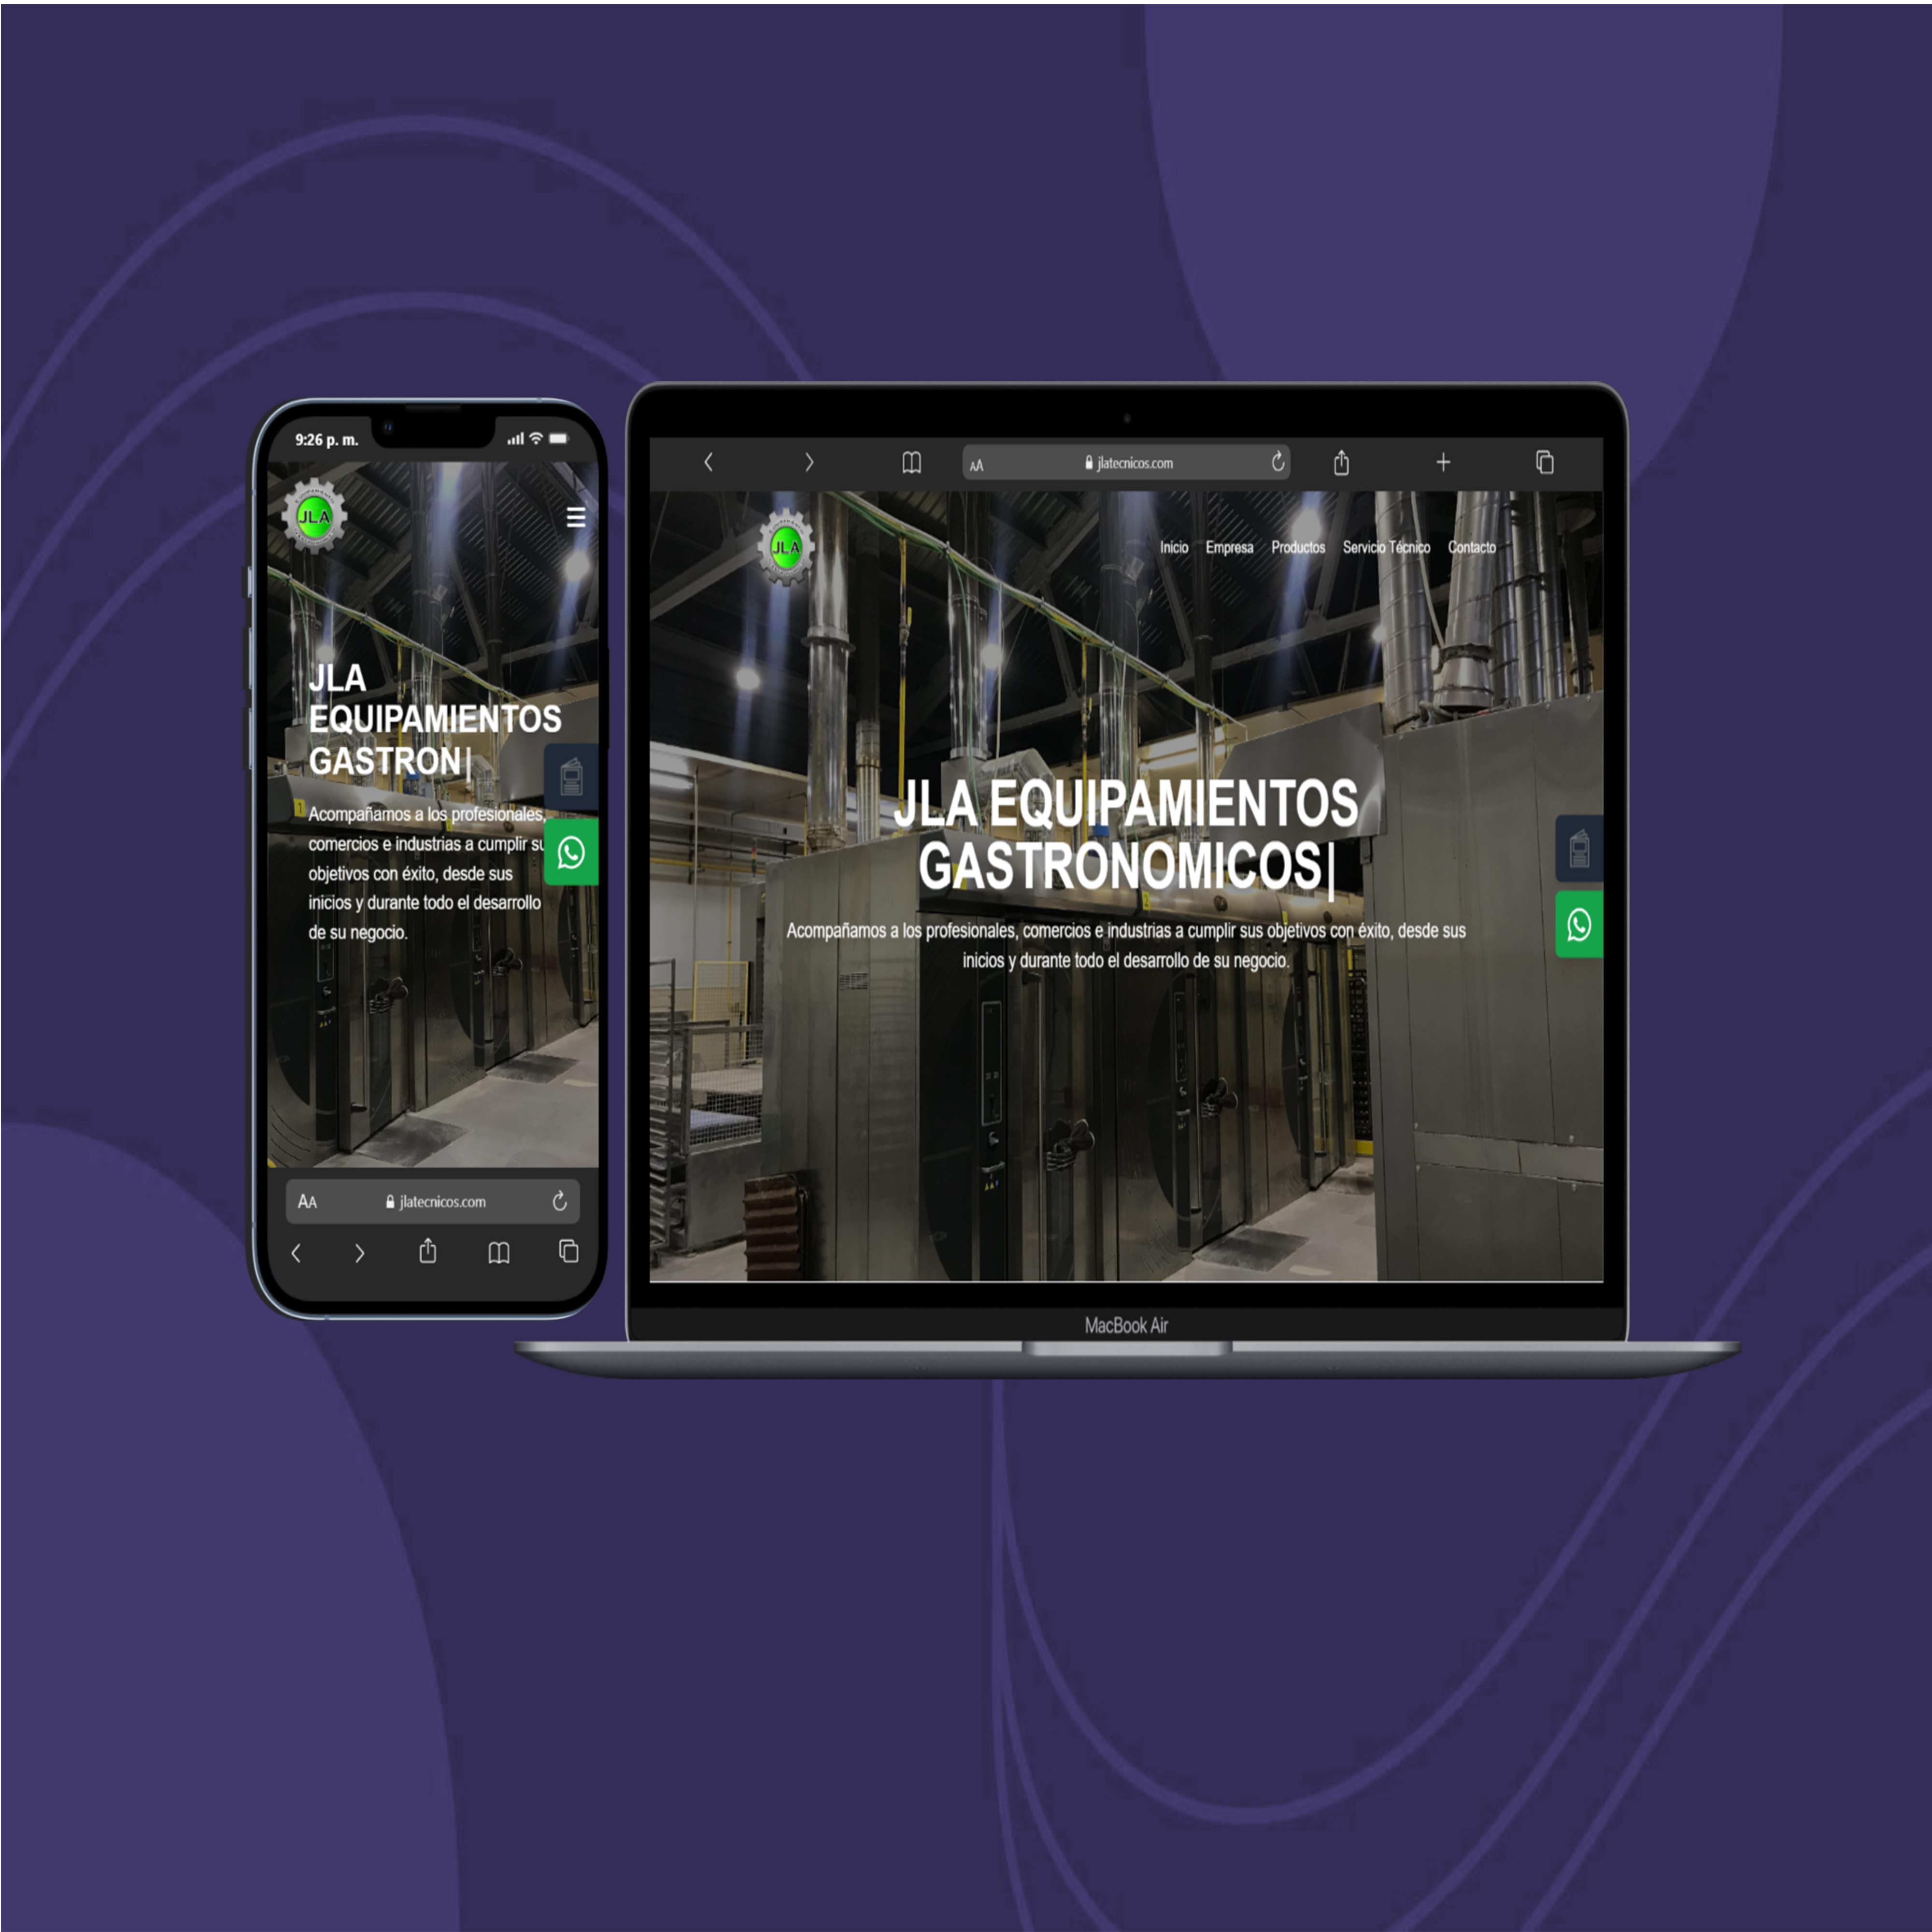 9:26 p. m.
JLA
JLA
EQUIPAMIENTOS
GASTRON|
Acompañamos a los profesionales,
comercios e industrias a cumplir su
objetivos con éxito, desde sus
inicios y durante todo el desarrollo
de su negocio.
AA jlatecnicos.com
AA jlatecnicos.com
JLA
Inicio Empresa Productos Servicio Técnico Contacto
JLA EQUIPAMIENTOS
GASTRONOMICOS|
Acompañamos a los profesionales, comercios e industrias a cumplir sus objetivos con éxito, desde sus
inicios y durante todo el desarrollo de su negocio.
MacBook Air